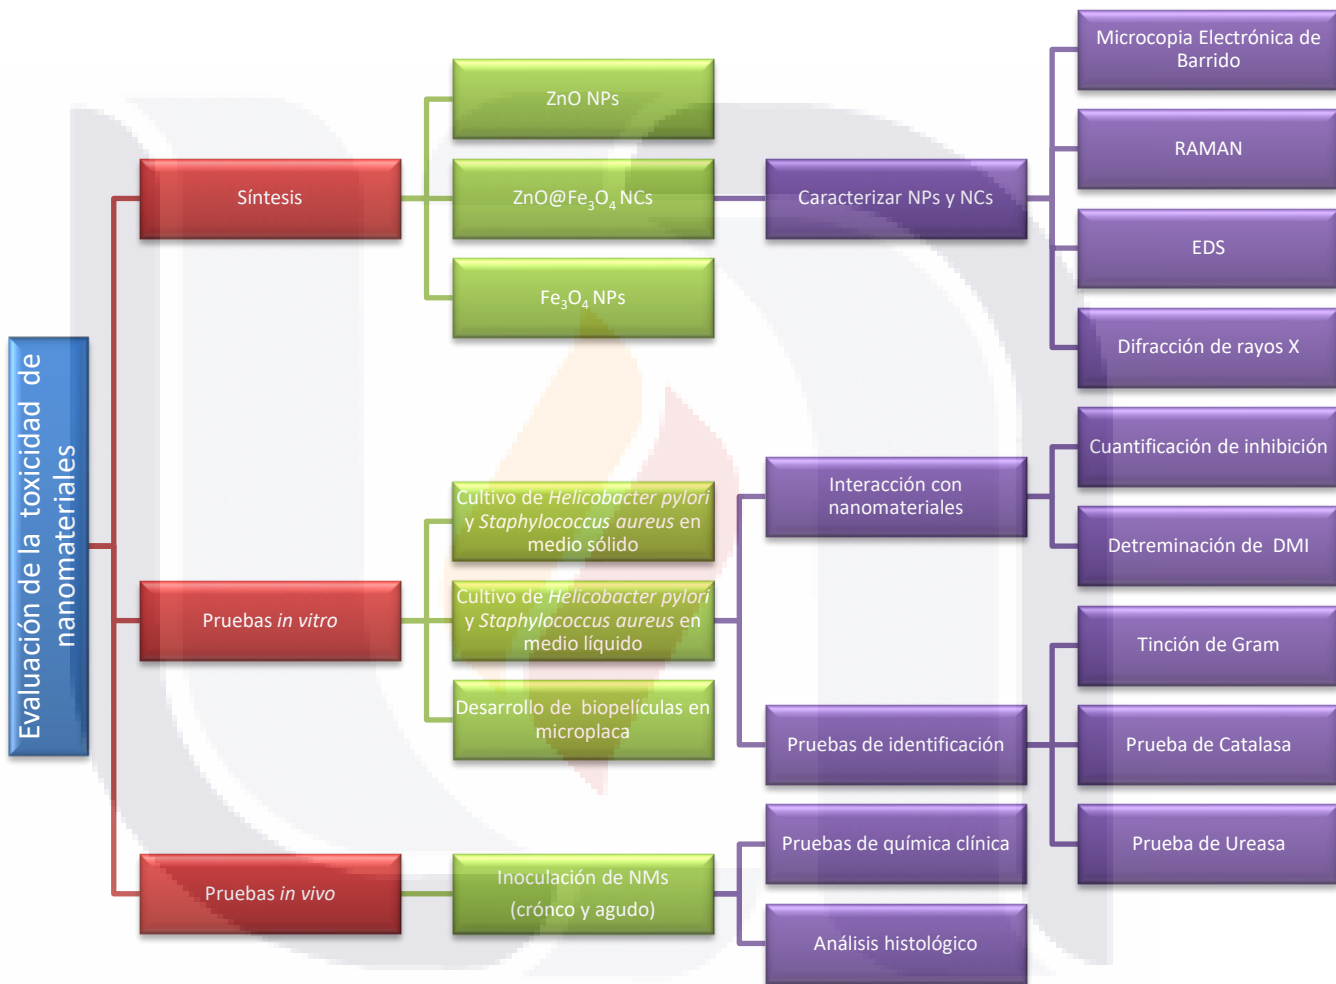 Evaluación de la toxicidad de
nanomateriales
Síntesis
ZnO NPs
ZnO@Fe₃O₄ NCs
Fe₃O₄ NPs
Caracterizar NPs y NCs
Microcopia Electrónica de
Barrido
RAMAN
EDS
Difracción de rayos X
Pruebas in vitro
Cultivo de Helicobacter pylori
y Staphylococcus aureus en
medio sólido
Cultivo de Helicobacter pylori
y Staphylococcus aureus en
medio líquido
Desarrollo de biopelículas en
microplaca
Interacción con
nanomateriales
Cuantificación de inhibición
Detreminación de DMI
Pruebas de identificación
Tinción de Gram
Prueba de Catalasa
Prueba de Ureasa
Pruebas in vivo
Inoculación de NMs
(crónco y agudo)
Pruebas de química clínica
Análisis histológico